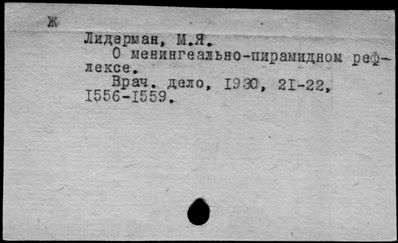 Ж
Лидерман, М.Я.
О менингеально-пирамидном реф-
лексе.
Врач. дело, 1930, 21-22,
1556-1559.